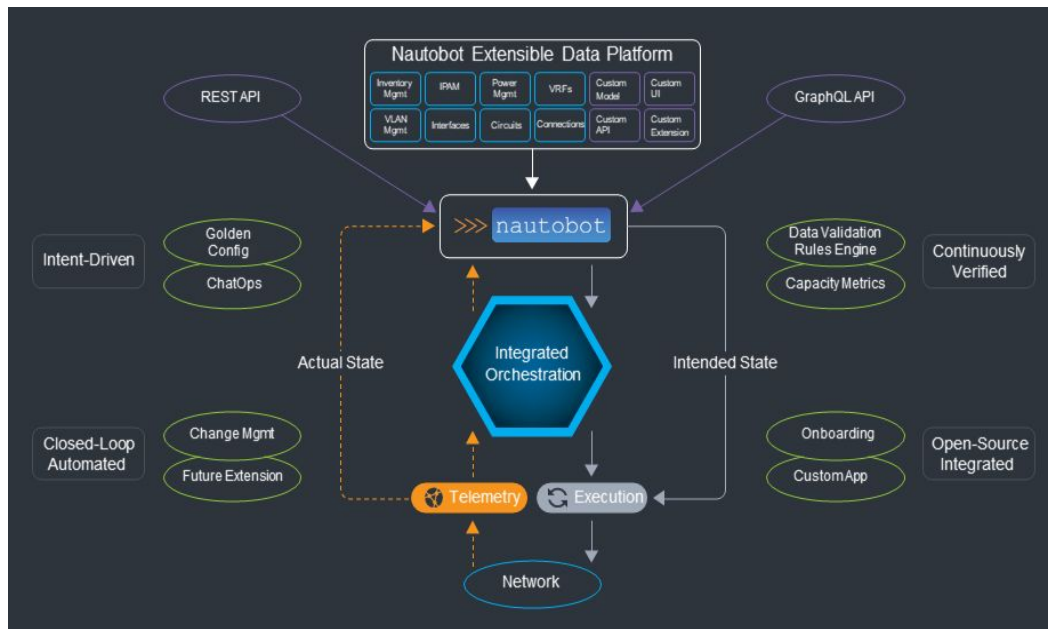 Nautobot Extensible Data Platform
Inventory
Mgmt
IPAM
Power
Mgmt
VRFs
Custom
Model
Custom
UI
VLAN
Mgmt
Interfaces
Circuits
Connections
Custom
API
Custom
Extension
REST API
GraphQL API
>>> nautobot
Intent-Driven
Golden
Config
ChatOps
Data Validation
Rules Engine
Capacity Metrics
Continuously
Verified
Actual State
Integrated
Orchestration
Intended State
Closed-Loop
Automated
Change Mgmt
Future Extension
Onboarding
Custom App
Open-Source
Integrated
Telemetry
Execution
Network